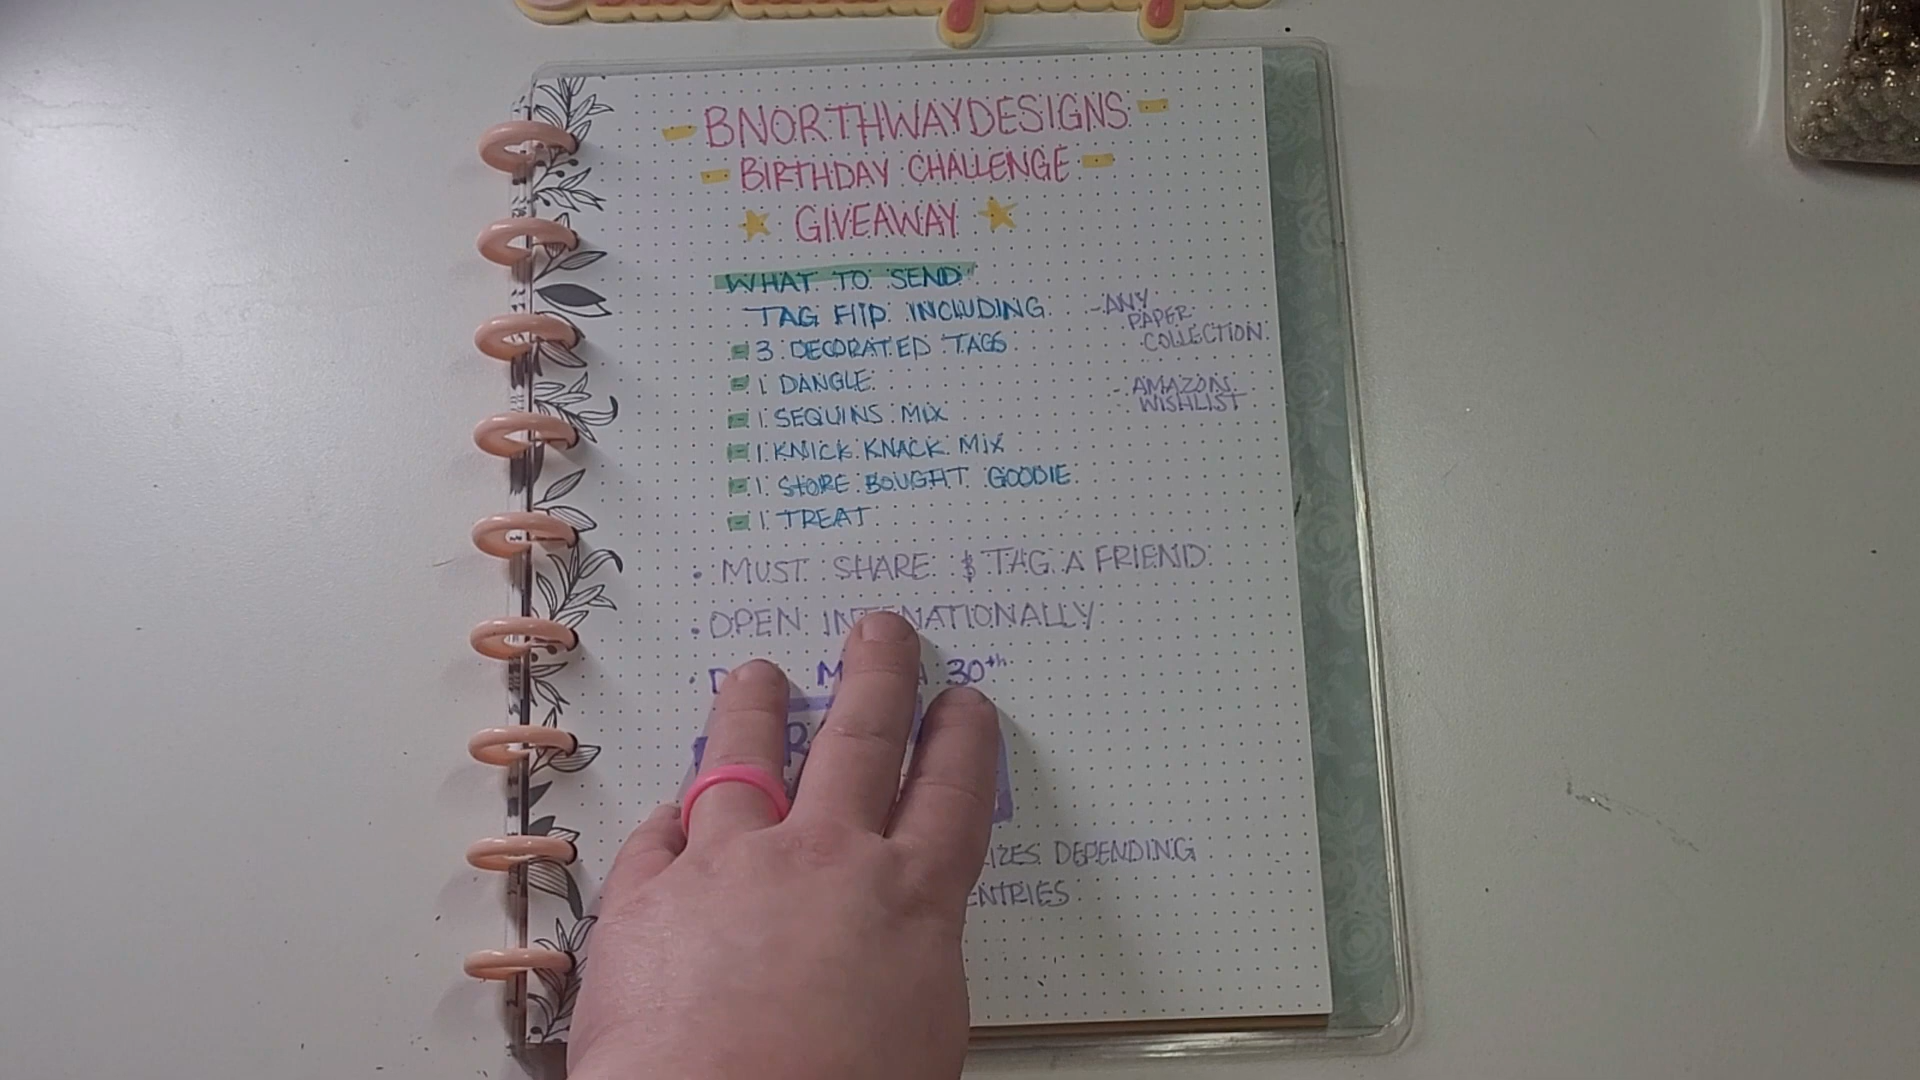 BNORTHWAYDESIGNS
BIRTHDAY CHALLENGE
GIVEAWAY
WHAT TO SEND
TAG FLIP INCLUDING
3 DECORATED TAGS
1 DANGLE
1 SEQUINS MIX
1 KNICK KNACK MIX
1 STORE BOUGHT GOODIE
1 TREAT
- ANY
PAPER
COLLECTION
- AMAZON
WISHLIST
• MUST SHARE & TAG A FRIEND
• OPEN INTERNATIONALLY
30th
DEPENDING
ENTRIES